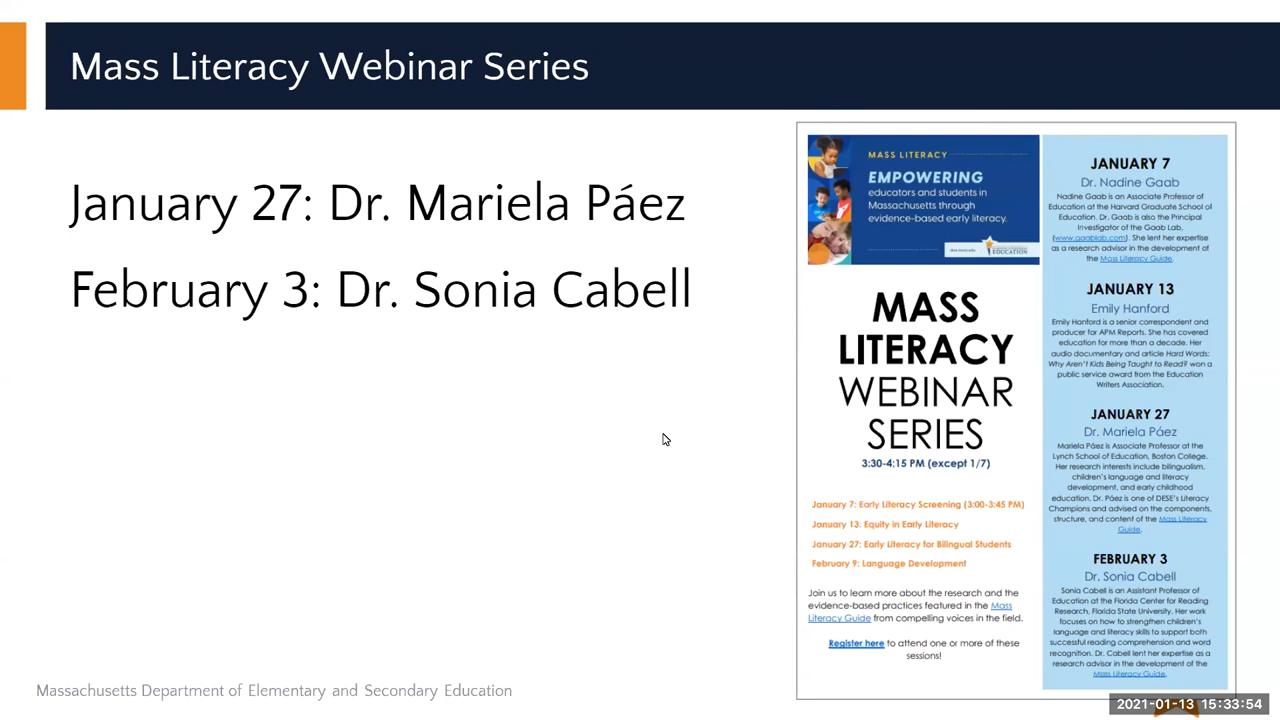 Mass Literacy Webinar Series
January 27: Dr. Mariela Páez
February 3: Dr. Sonia Cabell
MASS LITERACY
EMPOWERING
educators and students in
Massachusetts through
evidence-based early literacy.
EDUCATION
MASS
LITERACY
WEBINAR
SERIES
3:30-4:15 PM (except 1/7)
January 7: Early Literacy Screening (3:00-3:45 PM)
January 13: Equity in Early Literacy
January 27: Early Literacy for Bilingual Students
February 9: Language Development
Join us to learn more about the research and the
evidence-based practices featured in the Mass
Literacy Guide from compelling voices in the field.
Register here to attend one or more of these
sessions!
JANUARY 7
Dr. Nadine Gaab
Nadine Gaab is an Associate Professor of
Education at the Harvard Graduate School of
Education. Dr. Gaab is also the Principal
Investigator of the Gaab Lab,
(www.gaablab.com). She lent her expertise
as a research advisor in the development of
the Mass Literacy Guide.
JANUARY 13
Emily Hanford
Emily Hanford is a senior correspondent and
producer for APM Reports. She has covered
education for more than a decade. Her
audio documentary and article Hard Words:
Why Aren't Kids Being Taught to Read? won a
public service award from the Education
Writers Association.
JANUARY 27
Dr. Mariela Páez
Mariela Páez is Associate Professor at the
Lynch School of Education, Boston College.
Her research interests include bilingualism,
children's language and literacy
development, and early childhood
education. Dr. Páez is one of DESE's Literacy
Champions and advised on the components,
structure, and content of the Mass Literacy
Guide.
FEBRUARY 3
Dr. Sonia Cabell
Sonia Cabell is an Assistant Professor of
Education at the Florida Center for Reading
Research, Florida State University. Her work
focuses on how to strengthen children's
language and literacy skills to support both
successful reading comprehension and word
recognition. Dr. Cabell lent her expertise as a
research advisor in the development of the
Mass Literacy Guide.
Massachusetts Department of Elementary and Secondary Education
2021-01-13 15:33:54